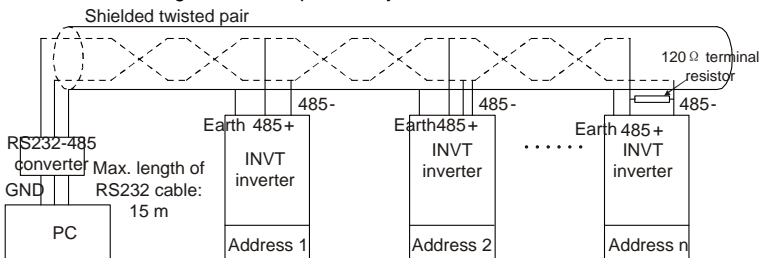 Shielded twisted pair
120Ω terminal
resistor
485-
485-
485-
Earth 485+
Earth485+
Earth 485+
RS232-485
converter
GND
Max. length of
RS232 cable:
15 m
PC
INVT
inverter
Address 1
INVT
inverter
Address 2
......
INVT
inverter
Address n